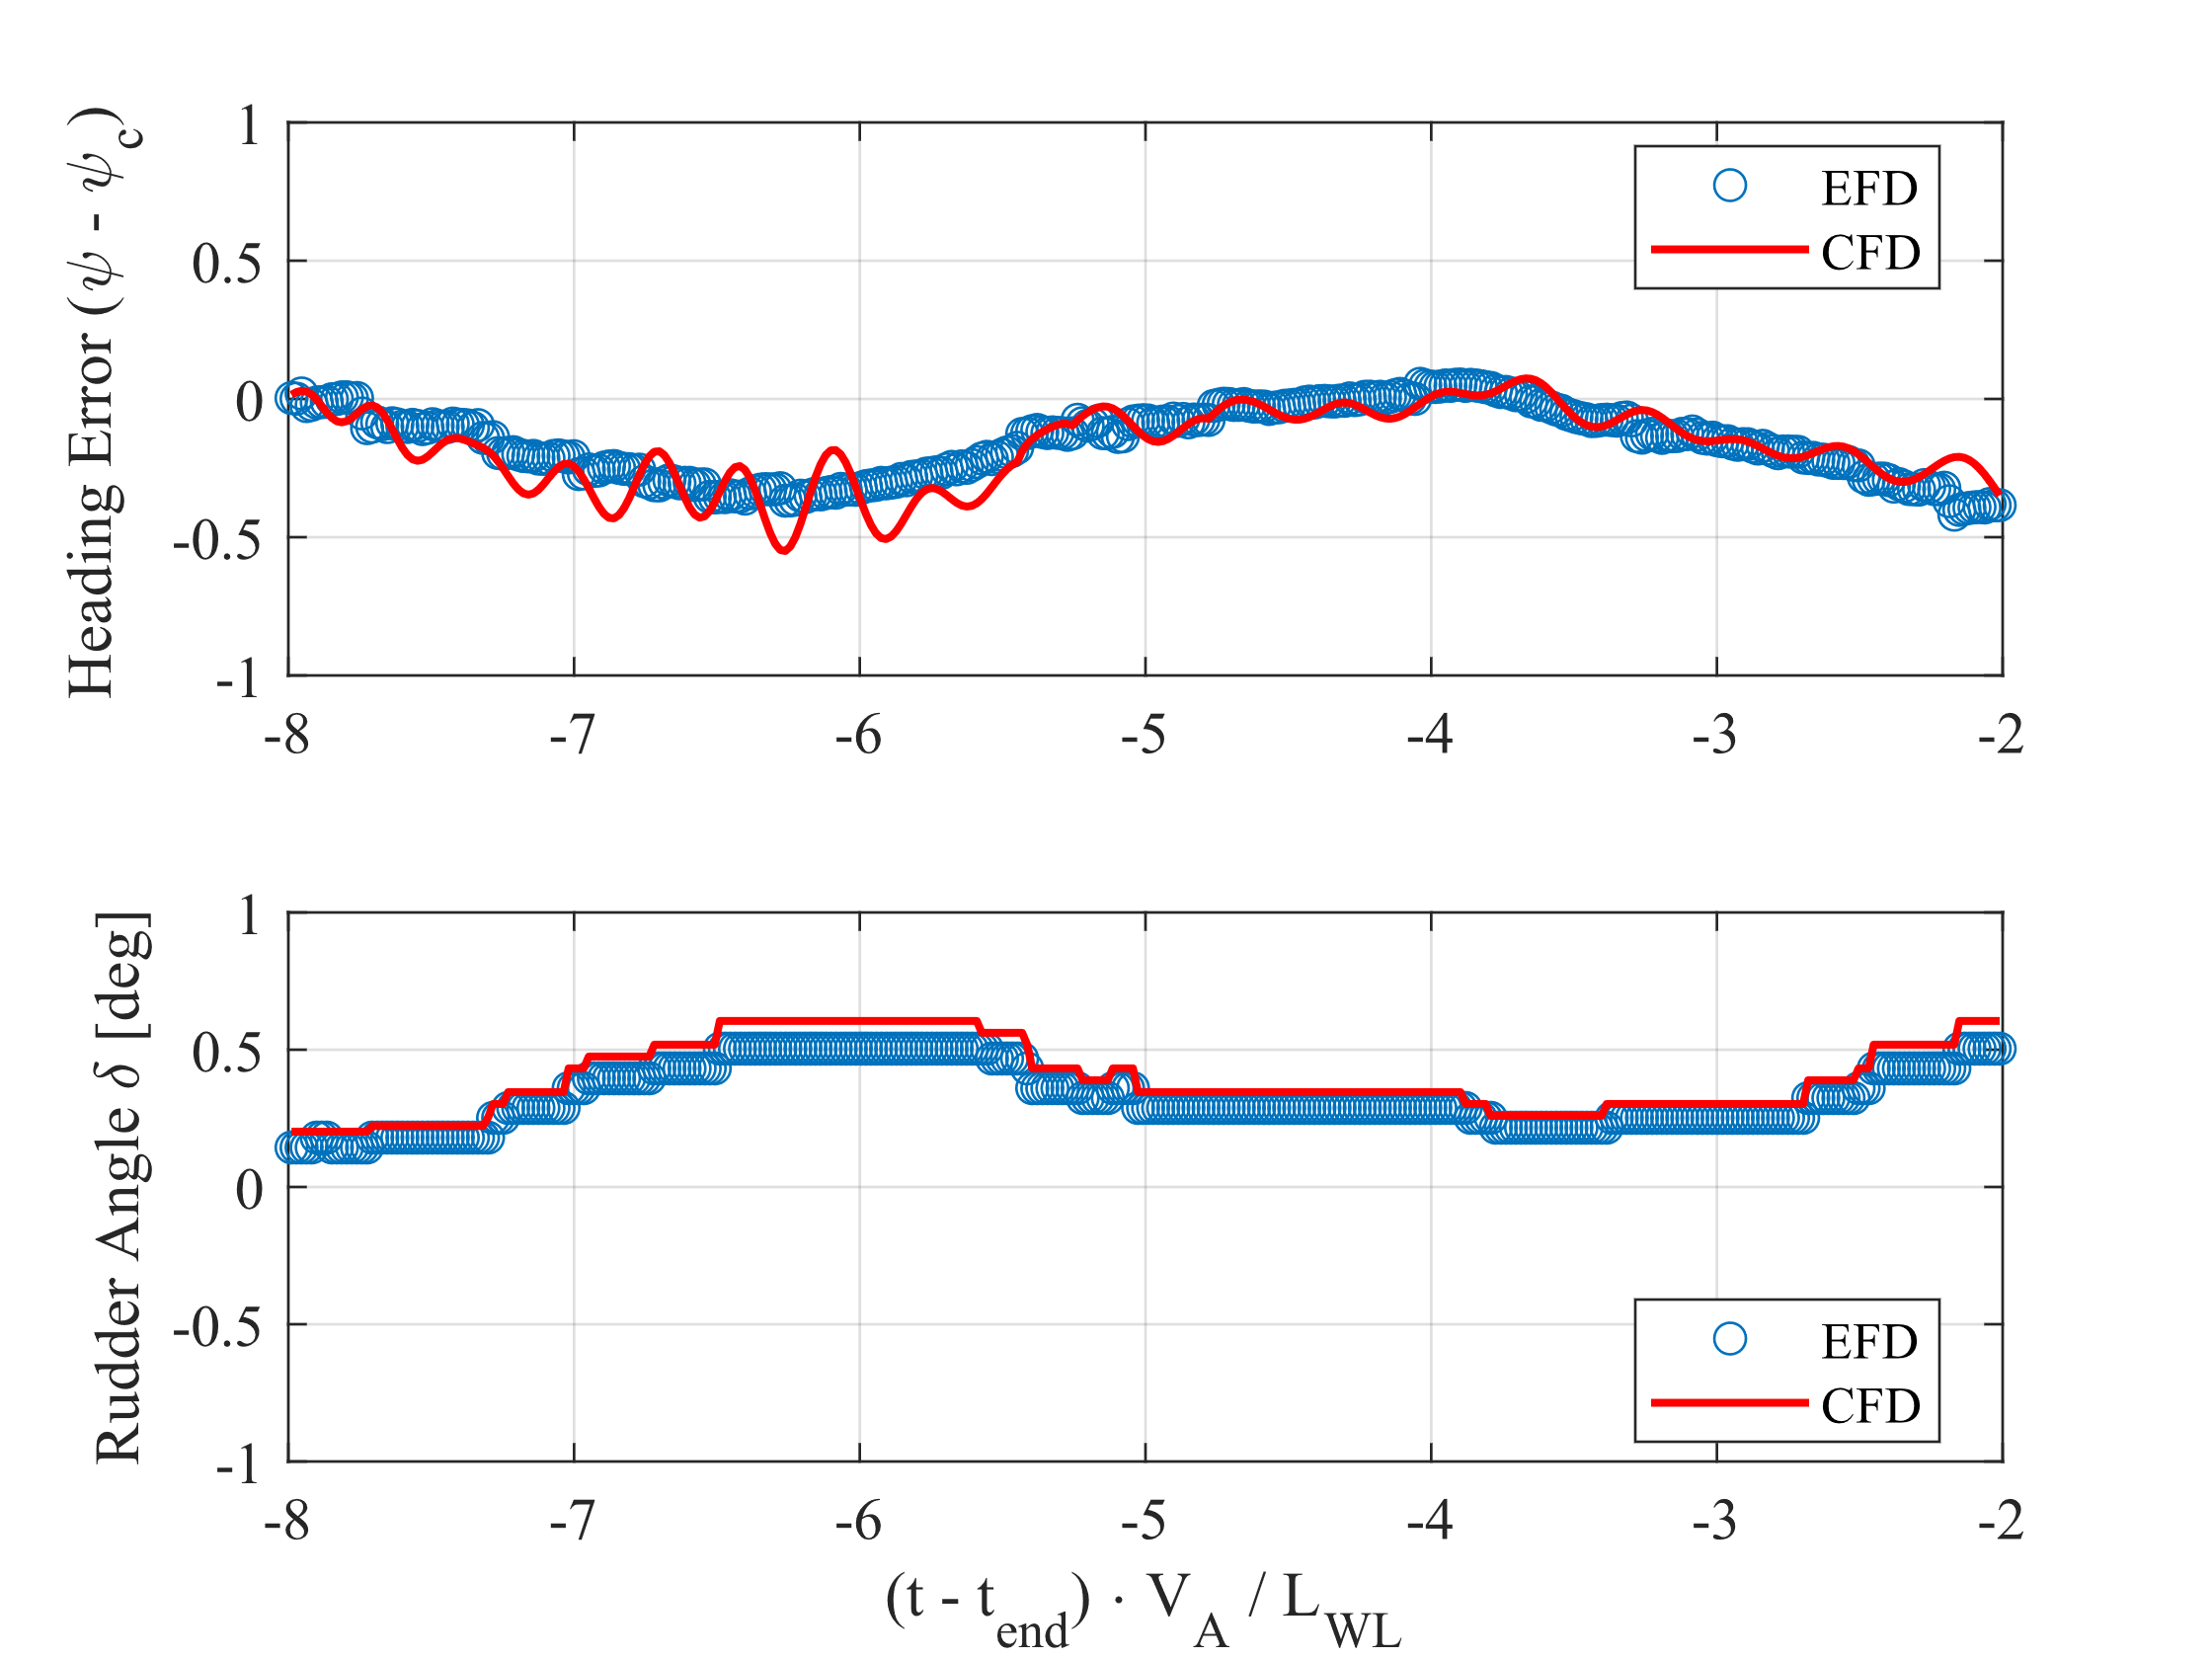 Heading Error (ψ - ψc)
1
0.5
0
-0.5
-1
-8 -7 -6 -5 -4 -3 -2
EFD
CFD
Rudder Angle δ [deg]
1
0.5
0
-0.5
-1
-8 -7 -6 -5 -4 -3 -2
EFD
CFD
(t - tend) · VA / LWL